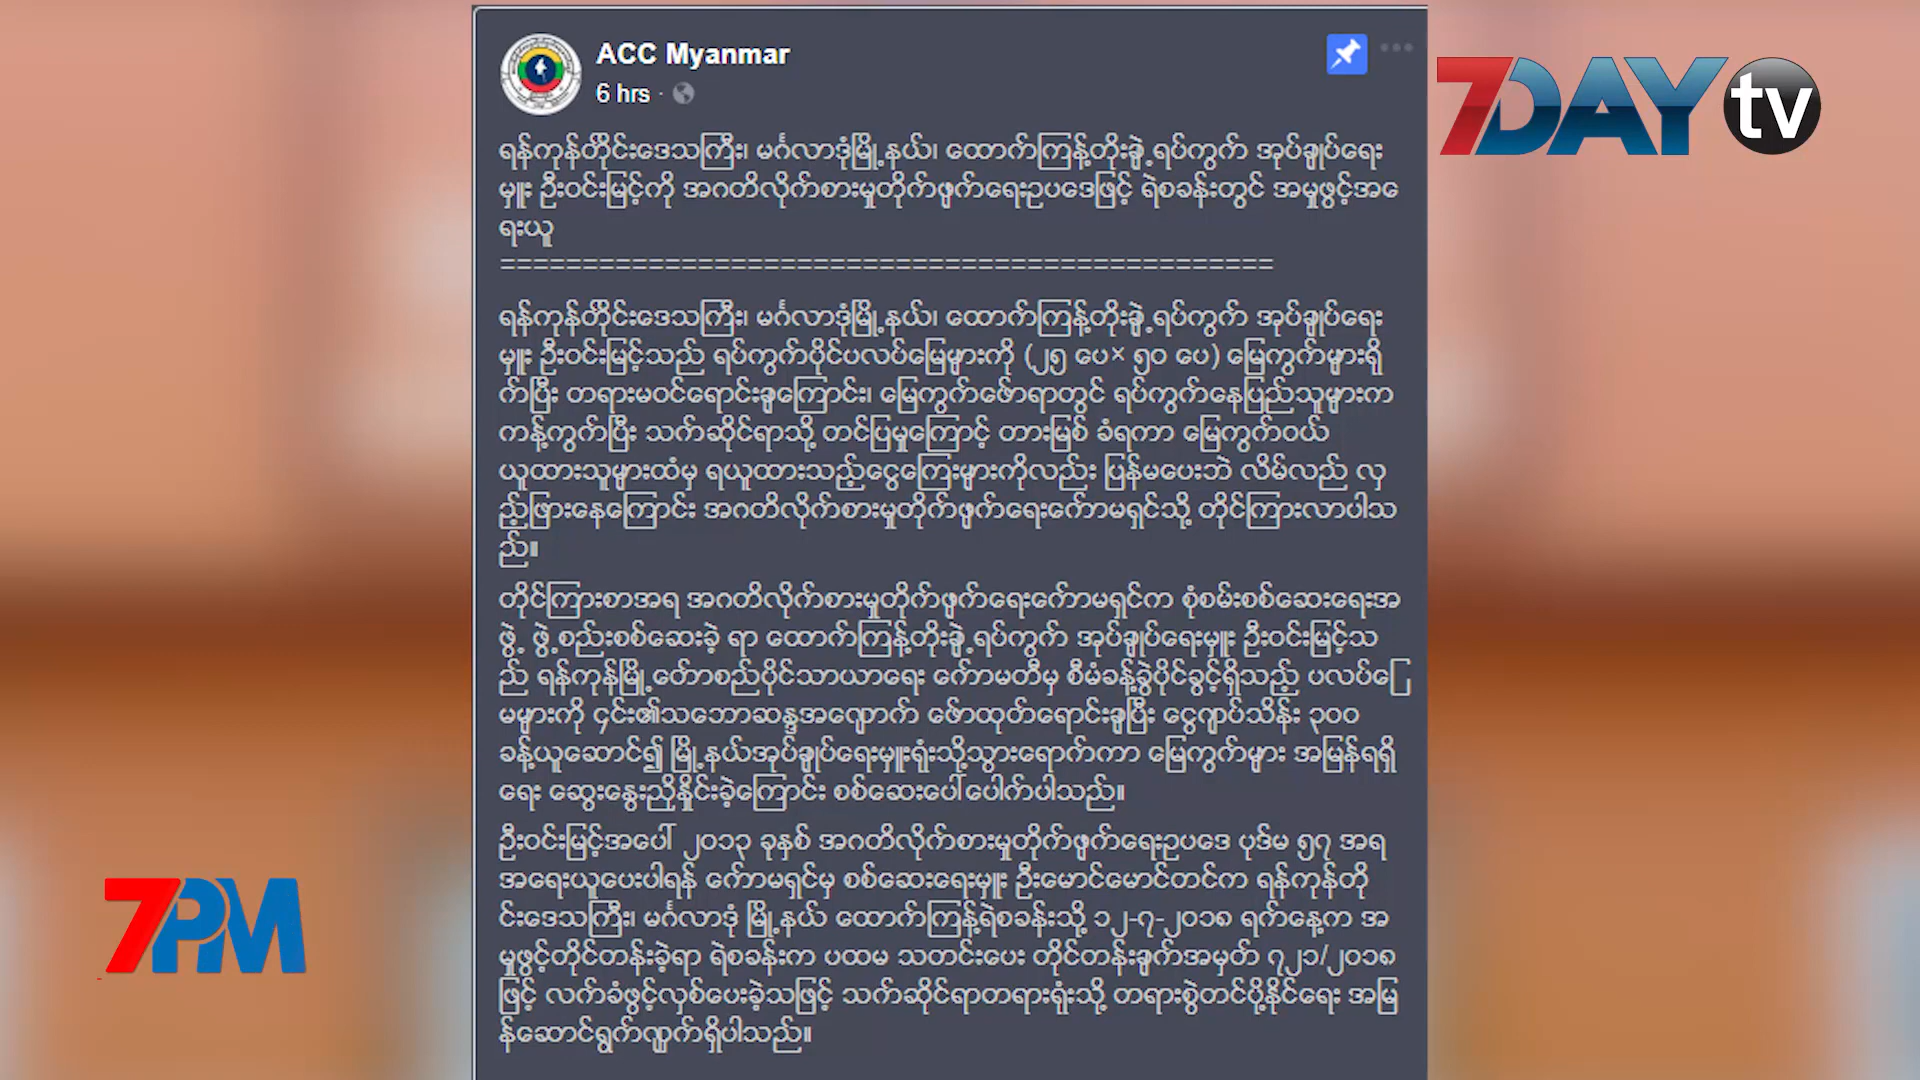 ACC Myanmar
6 hrs ·
7DAY tv
ရန်ကုန်တိုင်းဒေသကြီး၊ မင်္ဂလာဒုံမြို့နယ်၊ ထောက်ကြန့်တိုးချဲ့ရပ်ကွက် အုပ်ချုပ်ရေး
မှူး ဦးဝင်းမြင့်ကို အဂတိလိုက်စားမှုတိုက်ဖျက်ရေးဥပဒေဖြင့် ရဲစခန်းတွင် အမှုဖွင့်အရေ
းယူ
===============================================
ရန်ကုန်တိုင်းဒေသကြီး၊ မင်္ဂလာဒုံမြို့နယ်၊ ထောက်ကြန့်တိုးချဲ့ရပ်ကွက် အုပ်ချုပ်ရေး
မှူး ဦးဝင်းမြင့်သည် ရပ်ကွက်ပိုင်ပလပ်မြေများကို (၂၅ ပေ× ၅၀ ပေ) မြေကွက်များရို
က်ပြီး တရားမဝင်ရောင်းချကြောင်း၊ မြေကွက်ဖော်ရာတွင် ရပ်ကွက်နေပြည်သူများက
ကန့်ကွက်ပြီး သက်ဆိုင်ရာသို့ တင်ပြမှုကြောင့် တားမြစ် ခံရကာ မြေကွက်ဝယ်
ယူထားသူများထံမှ ရယူထားသည့်ငွေကြေးများကိုလည်း ပြန်မပေးဘဲ လိမ်လည် လှ
ည့်ဖြားနေကြောင်း အဂတိလိုက်စားမှုတိုက်ဖျက်ရေးကော်မရှင်သို့ တိုင်ကြားလာပါသ
ည်။
တိုင်ကြားစာအရ အဂတိလိုက်စားမှုတိုက်ဖျက်ရေးကော်မရှင်က စုံစမ်းစစ်ဆေးရေးအ
ဖွဲ့ ဖွဲ့စည်းစစ်ဆေးခဲ့ ရာ ထောက်ကြန့်တိုးချဲ့ရပ်ကွက် အုပ်ချုပ်ရေးမှူး ဦးဝင်းမြင့်သ
ည် ရန်ကုန်မြို့တော်စည်ပိုင်သာယာရေး ကော်မတီမှ စီမံခန့်ခွဲပိုင်ခွင့်ရှိသည့် ပလပ်မြေ
များကို ၄င်း၏သဘောဆန္ဒအလျောက် ဖော်ထုတ်ရောင်းချပြီး ငွေကျပ်သိန်း ၃၀၀
ခန့်ယူဆောင်၍ မြို့နယ်အုပ်ချုပ်ရေးမှူးရုံးသို့သွားရောက်ကာ မြေကွက်များ အမြန်ရရှိ
ရေး ဆွေးနွေးညှိနှိုင်းခဲ့ကြောင်း စစ်ဆေးပေါ်ပေါက်ပါသည်။
ဦးဝင်းမြင့်အပေါ် ၂၀၁၃ ခုနှစ် အဂတိလိုက်စားမှုတိုက်ဖျက်ရေးဥပဒေ ပုဒ်မ ၅၇ အရ
အရေးယူပေးပါရန် ကော်မရှင်မှ စစ်ဆေးရေးမှူး ဦးမောင်မောင်တင်က ရန်ကုန်တို
င်းဒေသကြီး၊ မင်္ဂလာဒုံ မြို့နယ် ထောက်ကြန့်ရဲစခန်းသို့ ၁၂-၇-၂၀၁၈ ရက်နေ့က အ
မှုဖွင့်တိုင်တန်းခဲ့ရာ ရဲစခန်းက ပထမ သတင်းပေး တိုင်တန်းချက်အမှတ် ၇၂၁/၂၀၁၈
ဖြင့် လက်ခံဖွင့်လှစ်ပေးခဲ့သဖြင့် သက်ဆိုင်ရာတရားရုံးသို့ တရားစွဲတင်ပို့နိုင်ရေး အမြ
န်ဆောင်ရွက်လျှက်ရှိပါသည်။
7PM